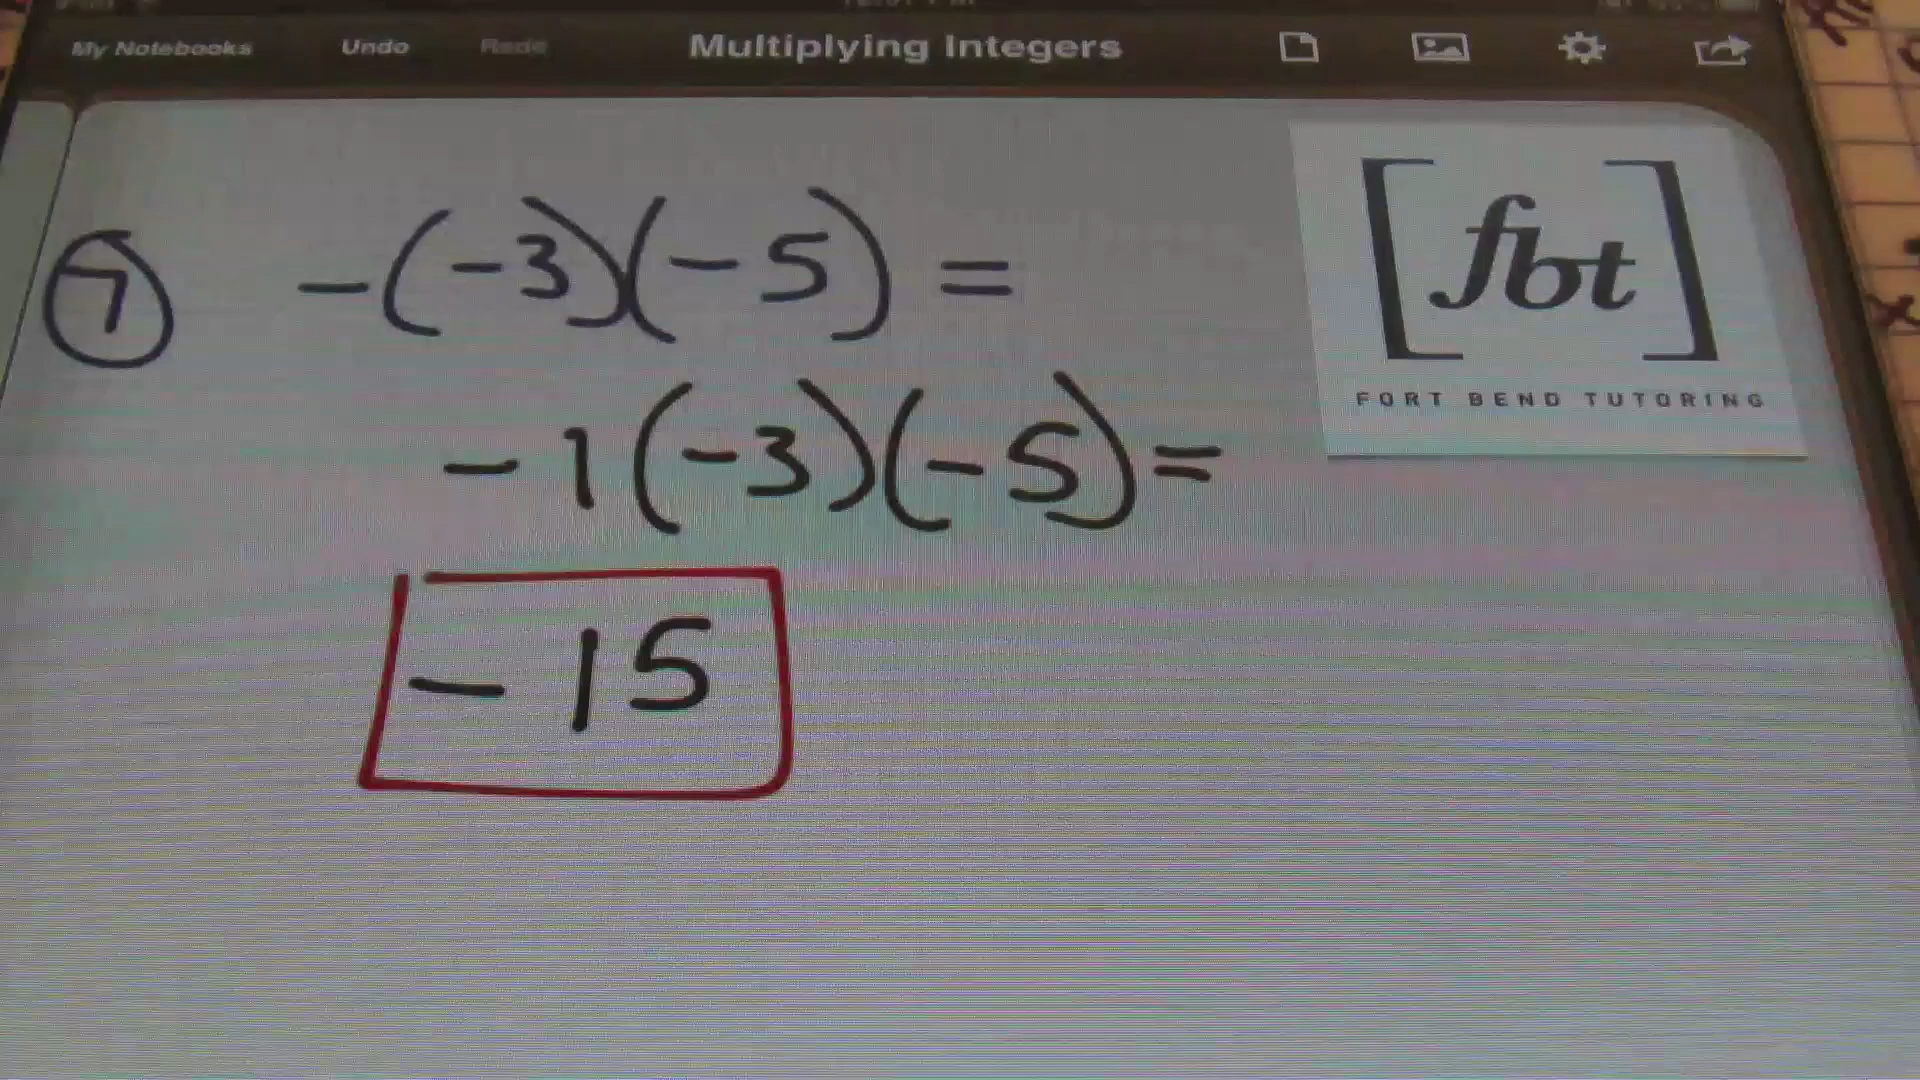 My Notebooks Undo Redo Multiplying Integers
7 -(-3)(-5)=
-1(-3)(-5)=
-15
[fbt]
FORT BEND TUTORING